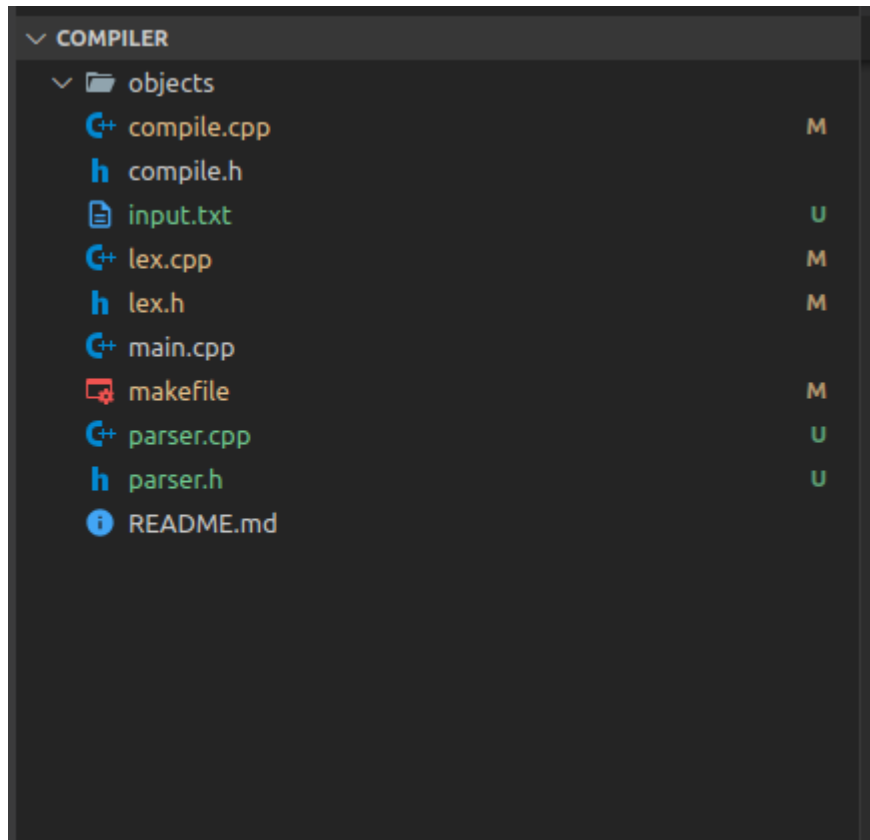 COMPILER
objects
compile.cpp M
compile.h
input.txt U
lex.cpp M
lex.h M
main.cpp
makefile M
parser.cpp U
parser.h U
README.md